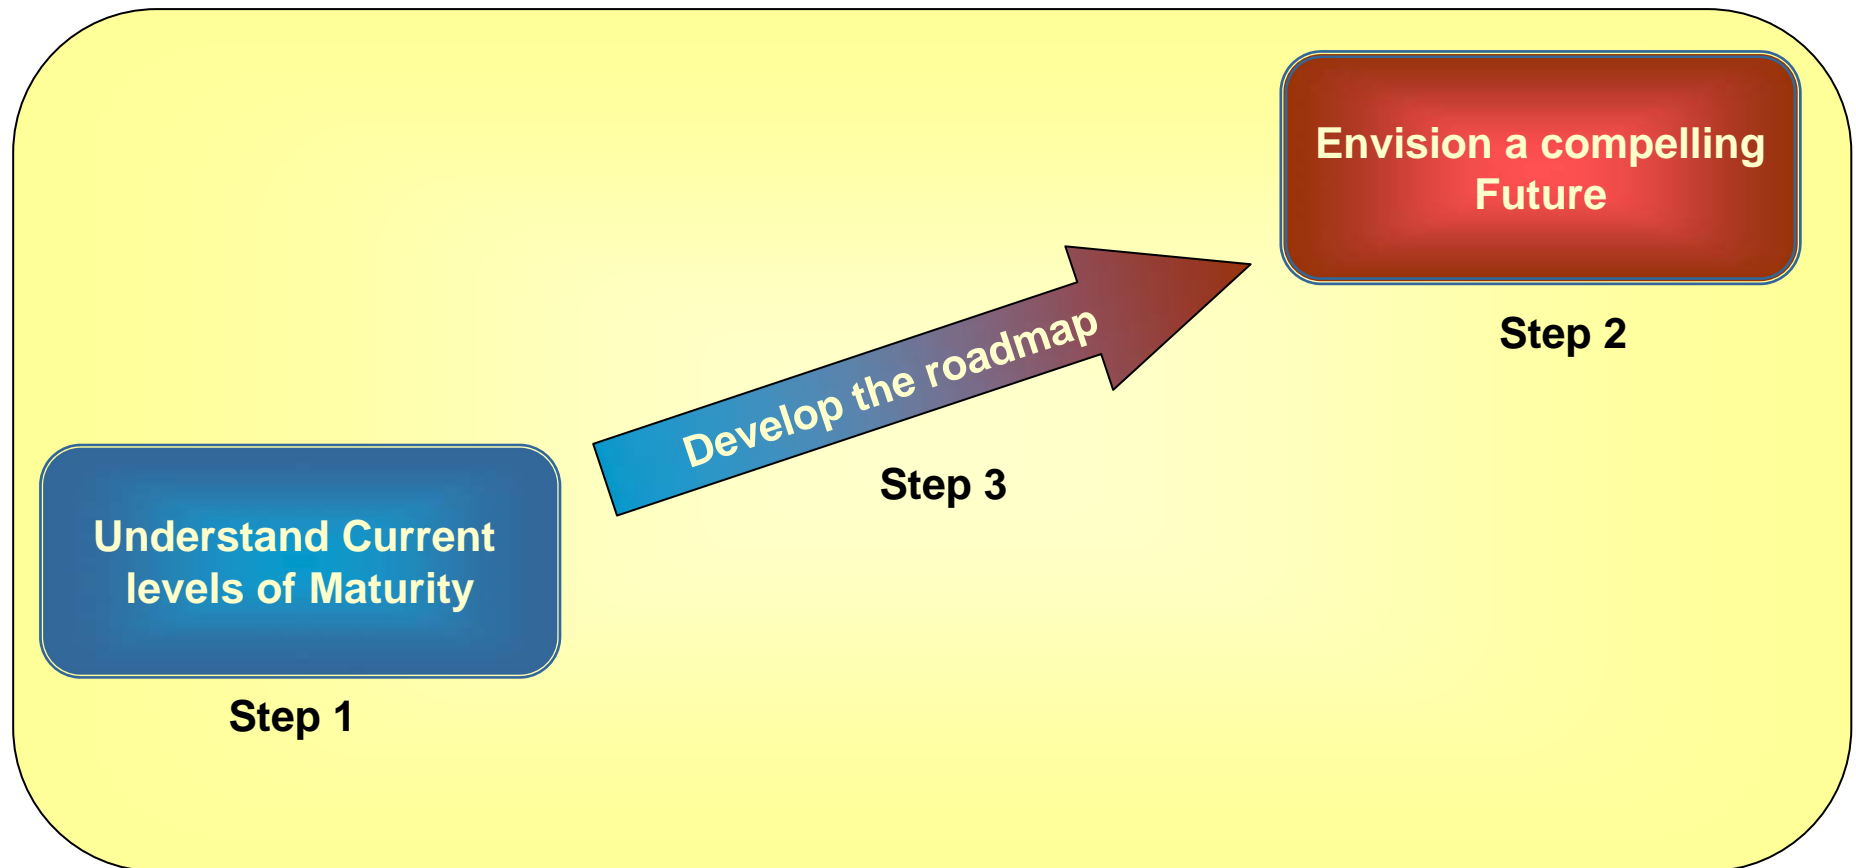 Envision a compelling
Future
Step 2
Develop the roadmap
Step 3
Understand Current
levels of Maturity
Step 1